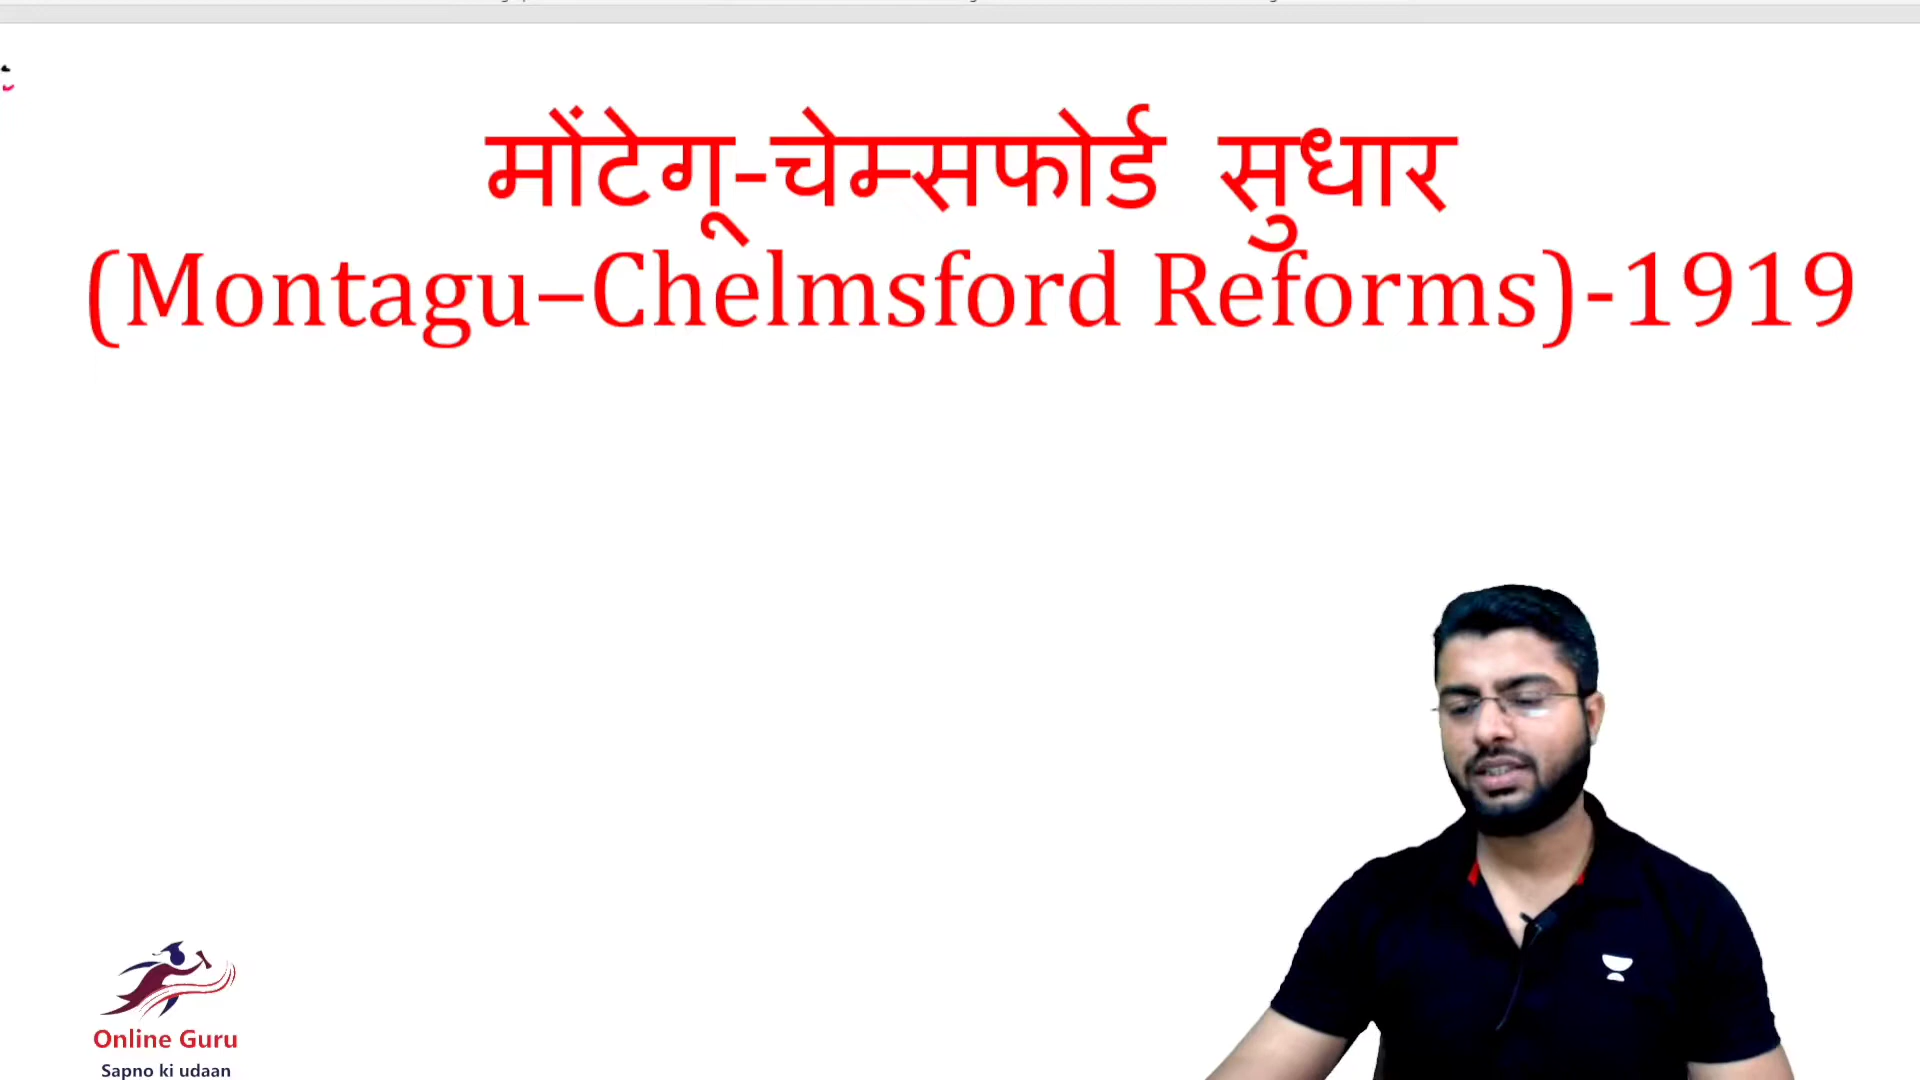 मोंटेगू-चेम्सफोर्ड सुधार
(Montagu–Chelmsford Reforms)-1919
Online Guru
Sapno ki udaan